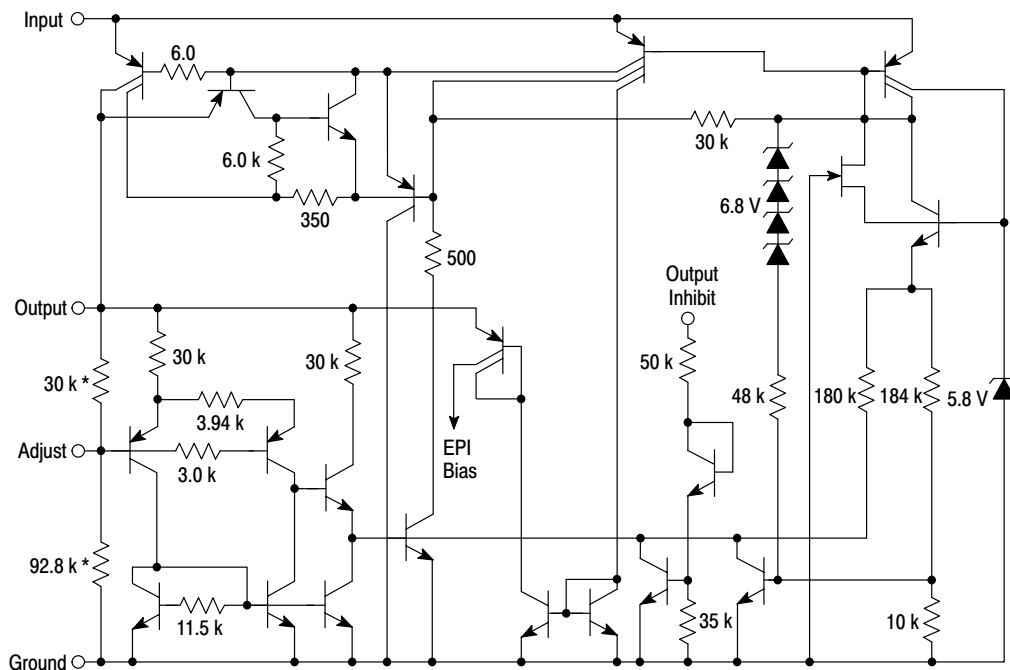 Input
6.0
30 k
6.0 k
6.8 V
350
500
Output
Inhibit
Output
30 k
30 k
50 k
30 k *
48 k
180 k
184 k
5.8 V
3.94 k
Adjust
EPI
Bias
3.0 k
92.8 k *
11.5 k
35 k
10 k
Ground